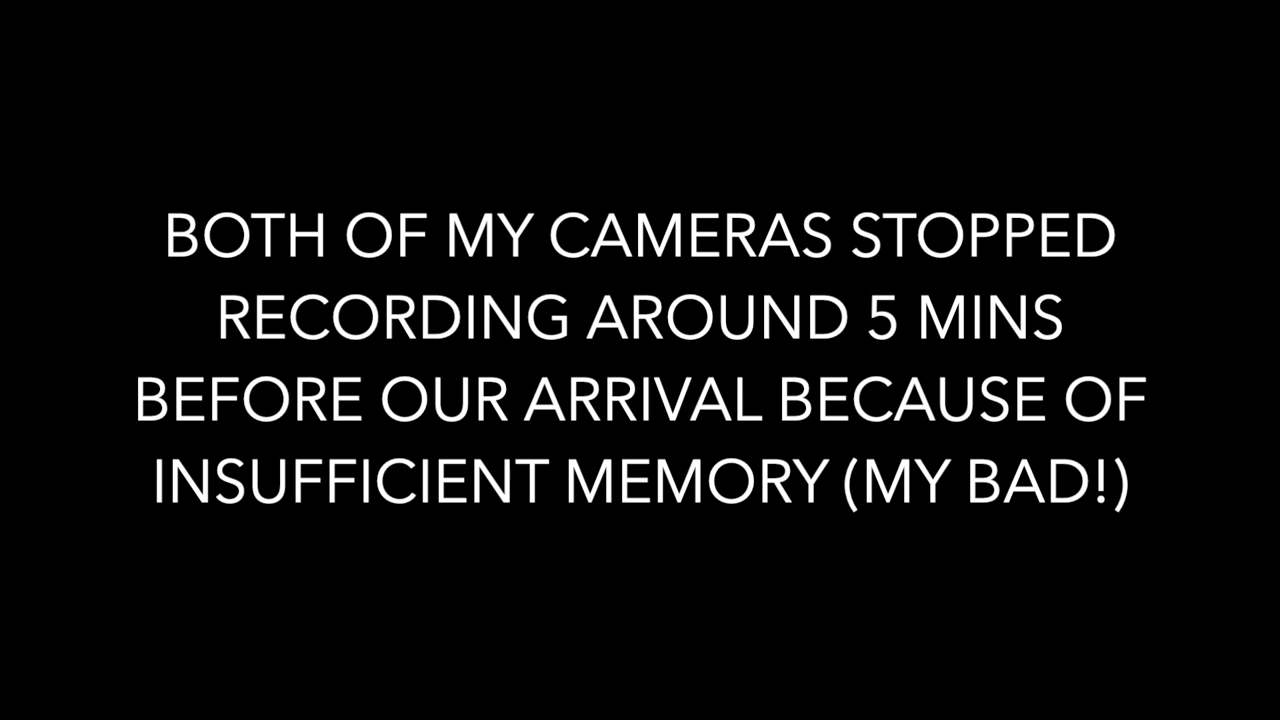 BOTH OF MY CAMERAS STOPPED
RECORDING AROUND 5 MINS
BEFORE OUR ARRIVAL BECAUSE OF
INSUFFICIENT MEMORY (MY BAD!)